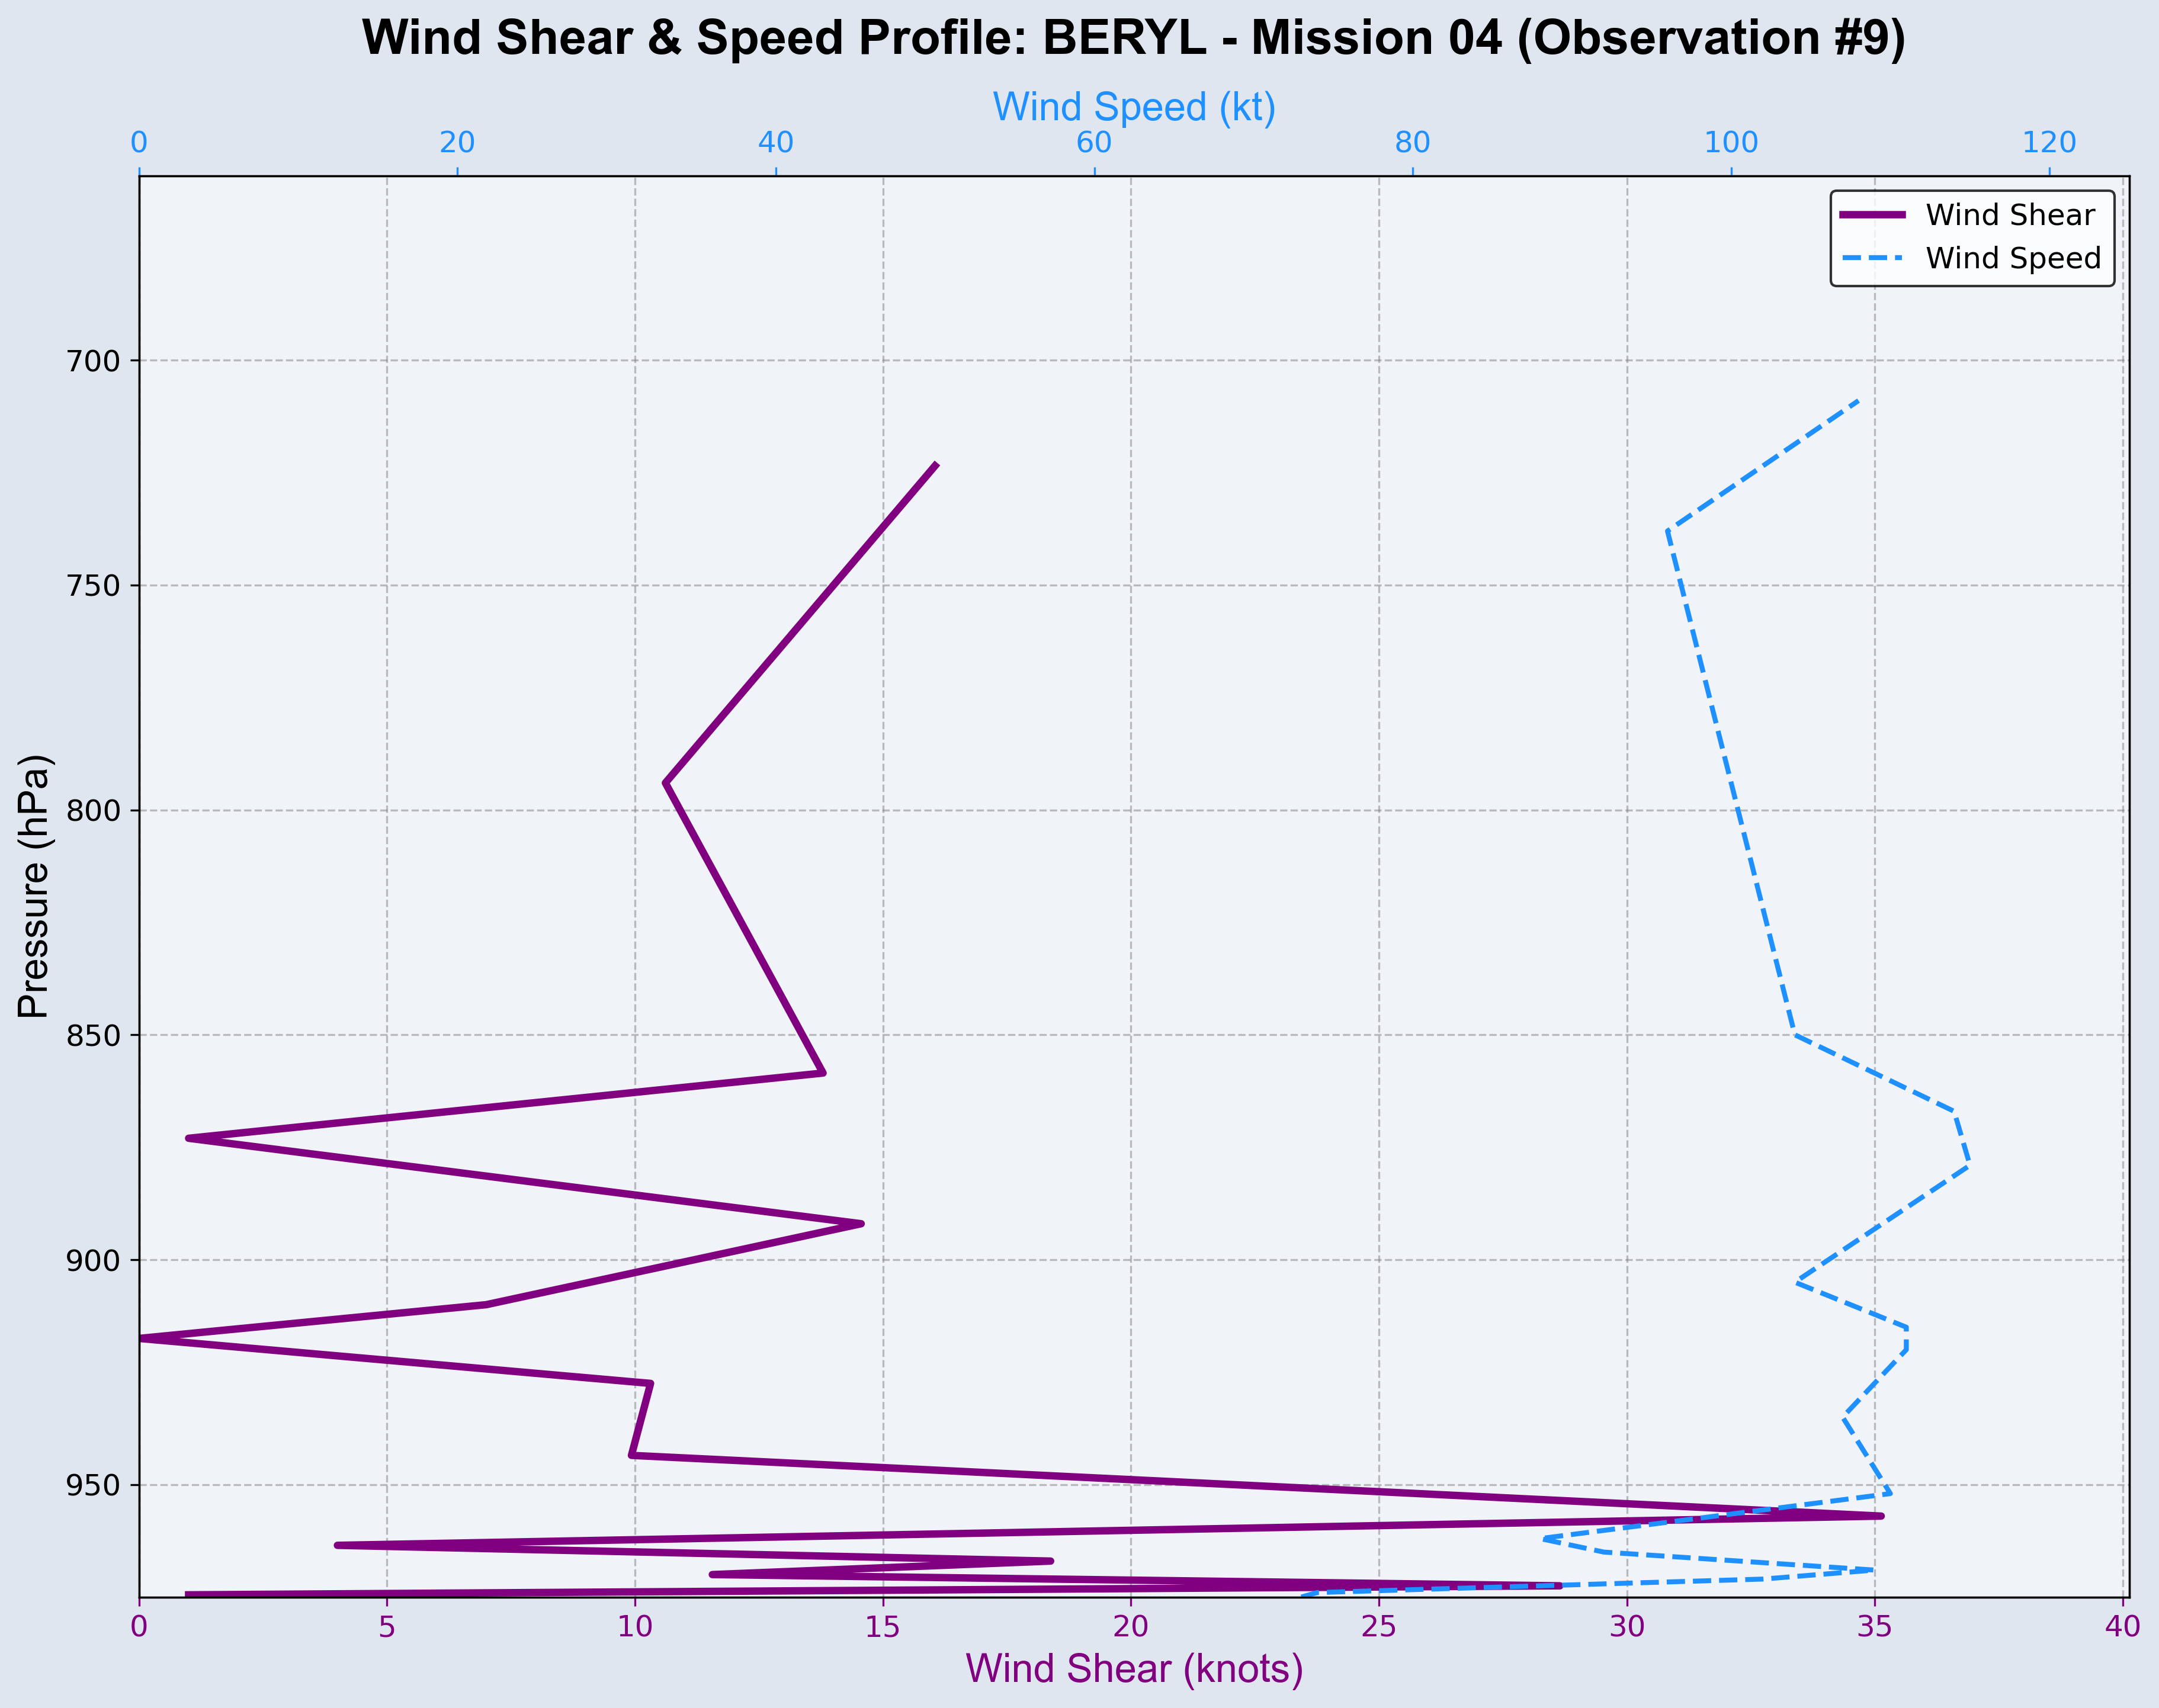 Wind Shear & Speed Profile: BERYL - Mission 04 (Observation #9)
Wind Speed (kt)
0 20 40 60 80 100 120
Wind Shear
Wind Speed
700
750
800
850
900
950
Pressure (hPa)
0 5 10 15 20 25 30 35 40
Wind Shear (knots)